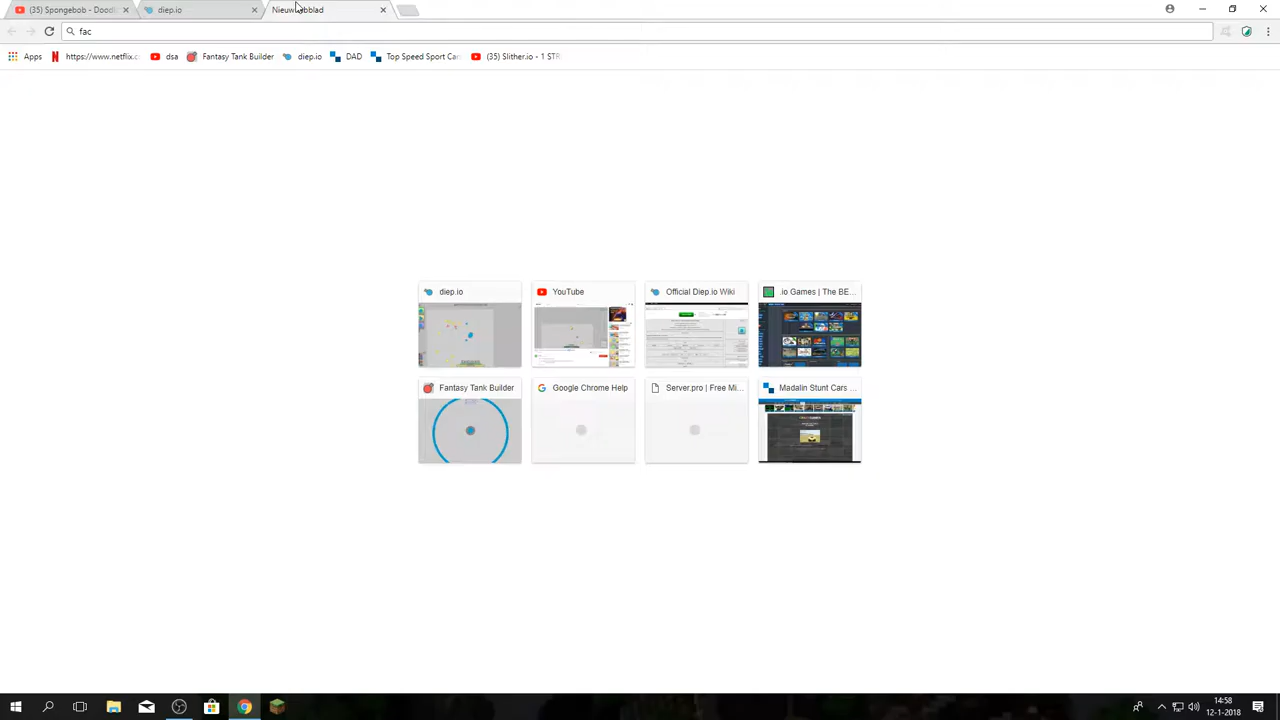 (35) Spongebob - Doodl
diep.io
Nieuw tabblad
fac
Apps
https://www.netflix.c
dsa
Fantasy Tank Builder
diep.io
DAD
Top Speed Sport Car
(35) Slither.io - 1 STR
diep.io
YouTube
Official Diep.io Wiki
.io Games | The BE...
Fantasy Tank Builder
Google Chrome Help
Server.pro | Free Mi...
Madalin Stunt Cars ...
14:58
12-1-2018